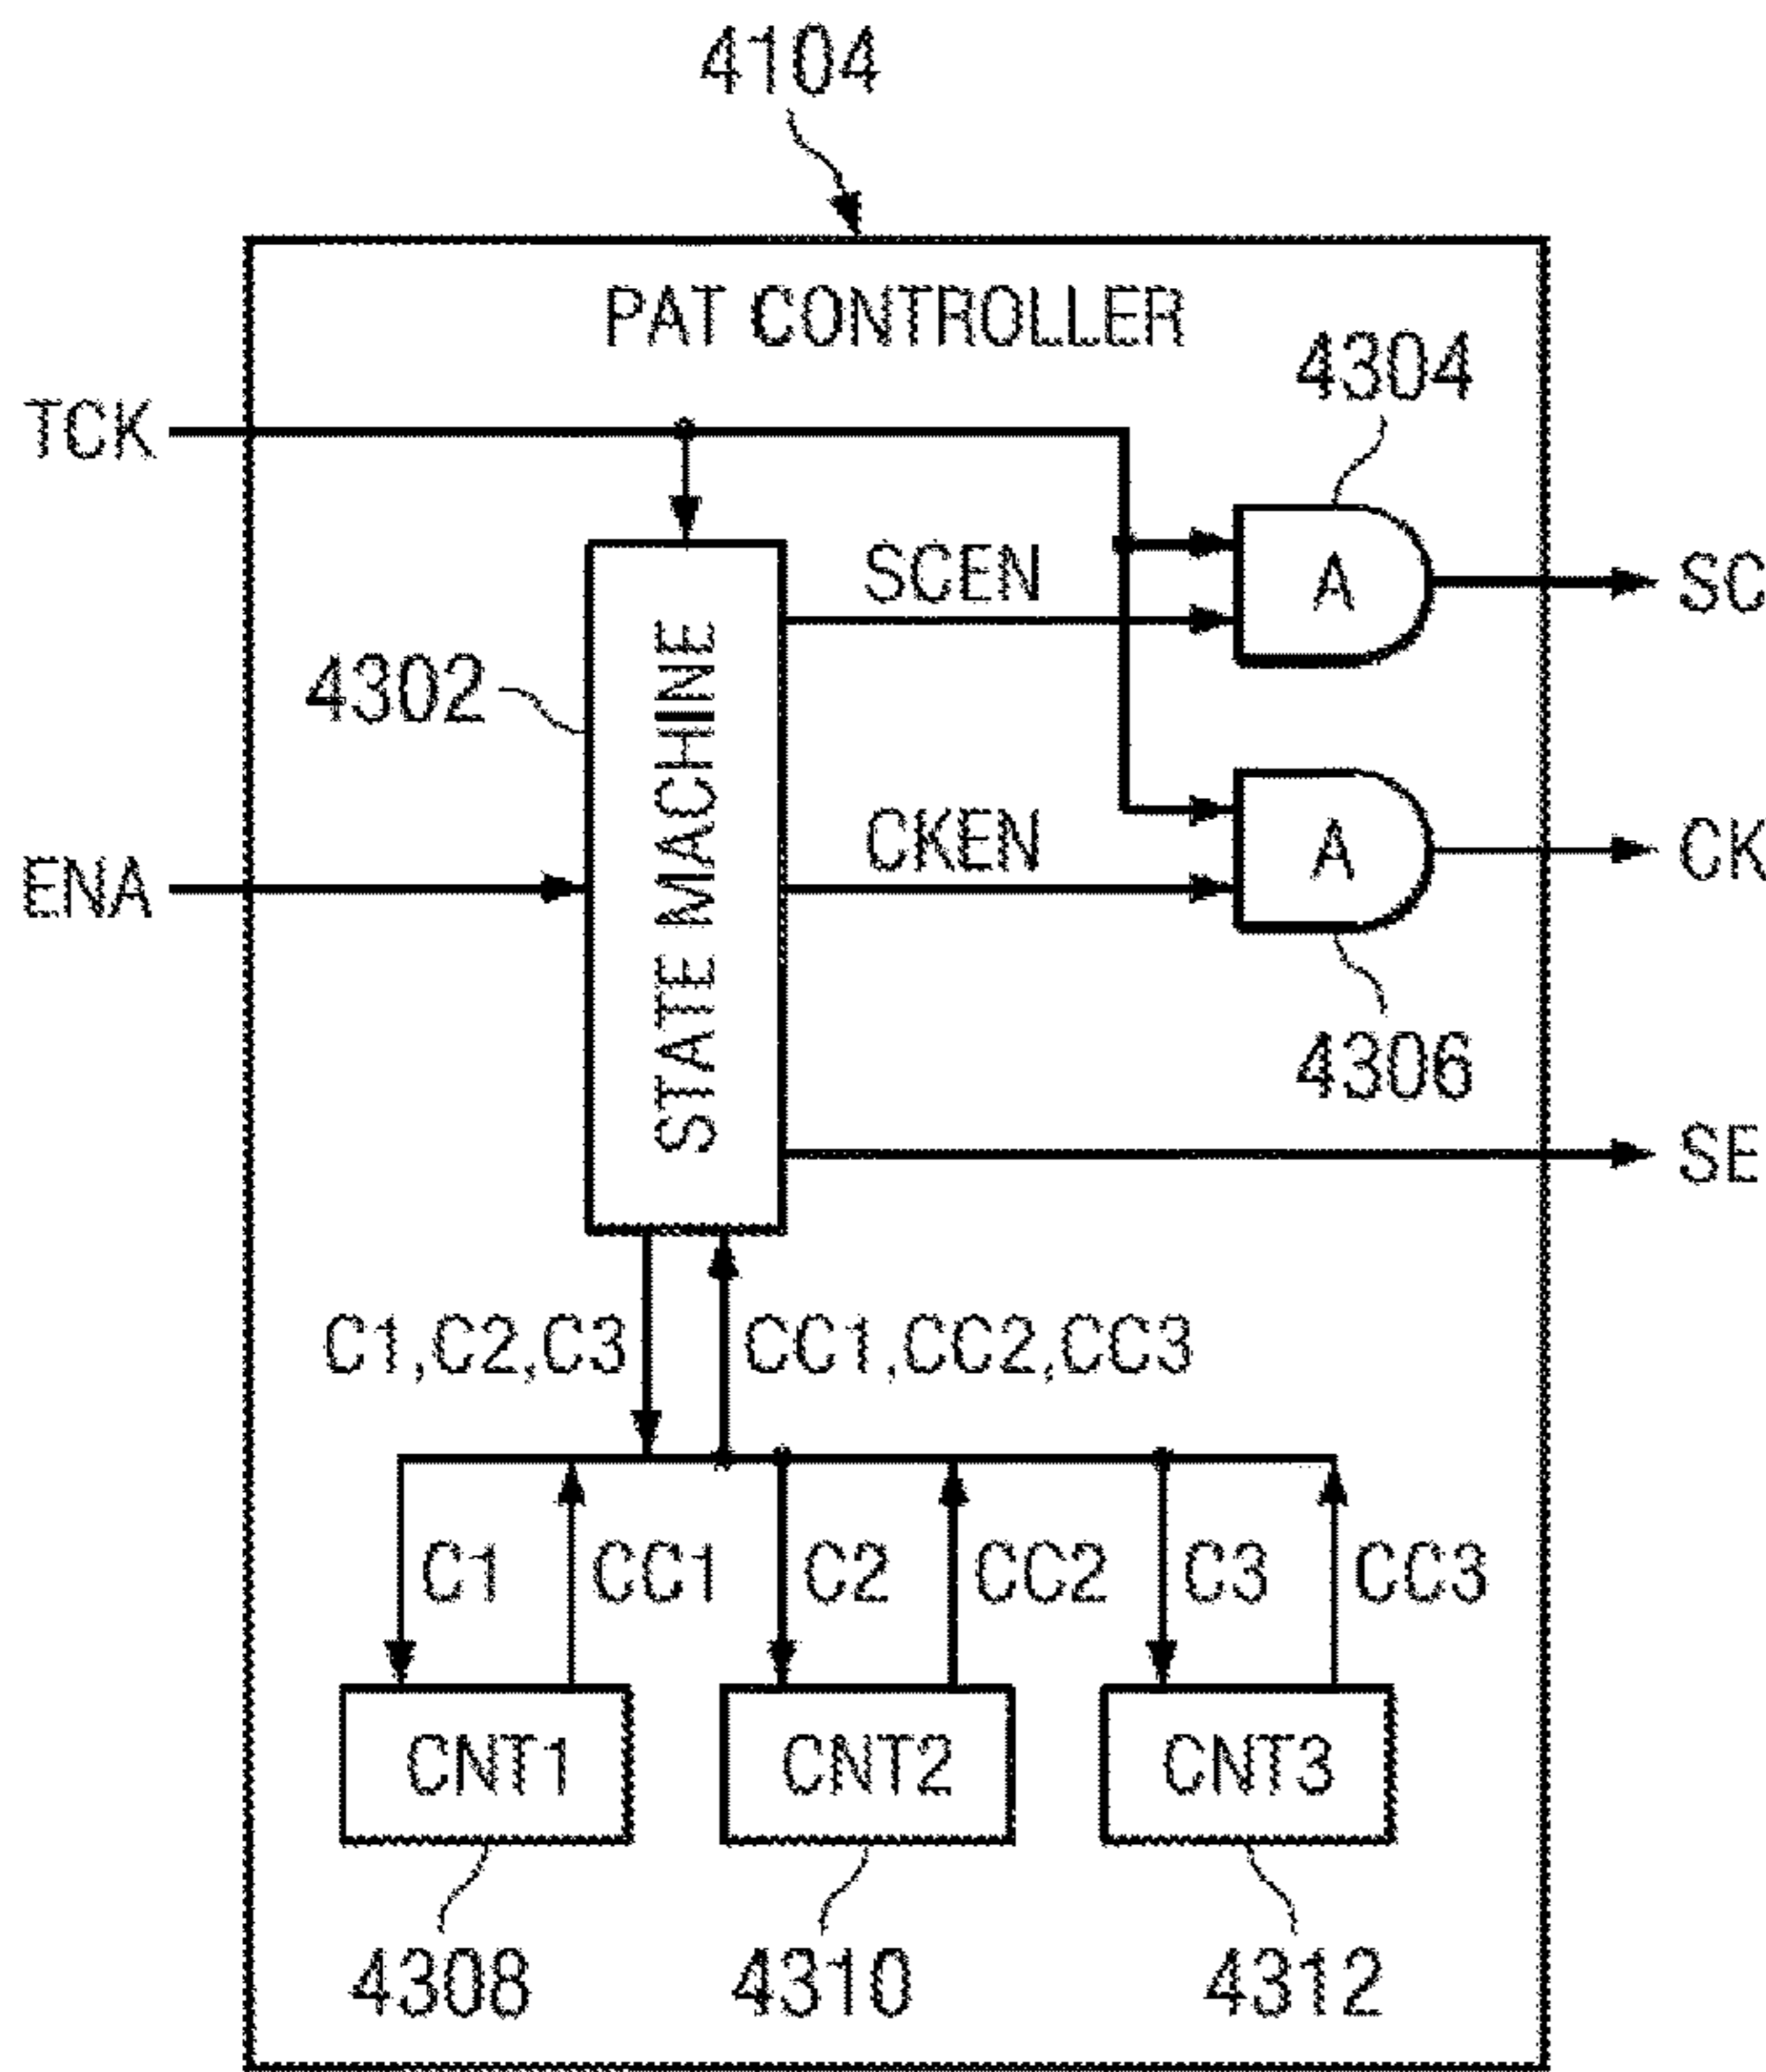 4104
PAT CONTROLLER
4304
TCK
SCEN
A
SC
4302
STATE MACHINE
CKEN
A
CK
ENA
4306
SE
C1,C2,C3
CC1,CC2,CC3
C1
CC1
C2
CC2
C3
CC3
CNT1
CNT2
CNT3
4308
4310
4312